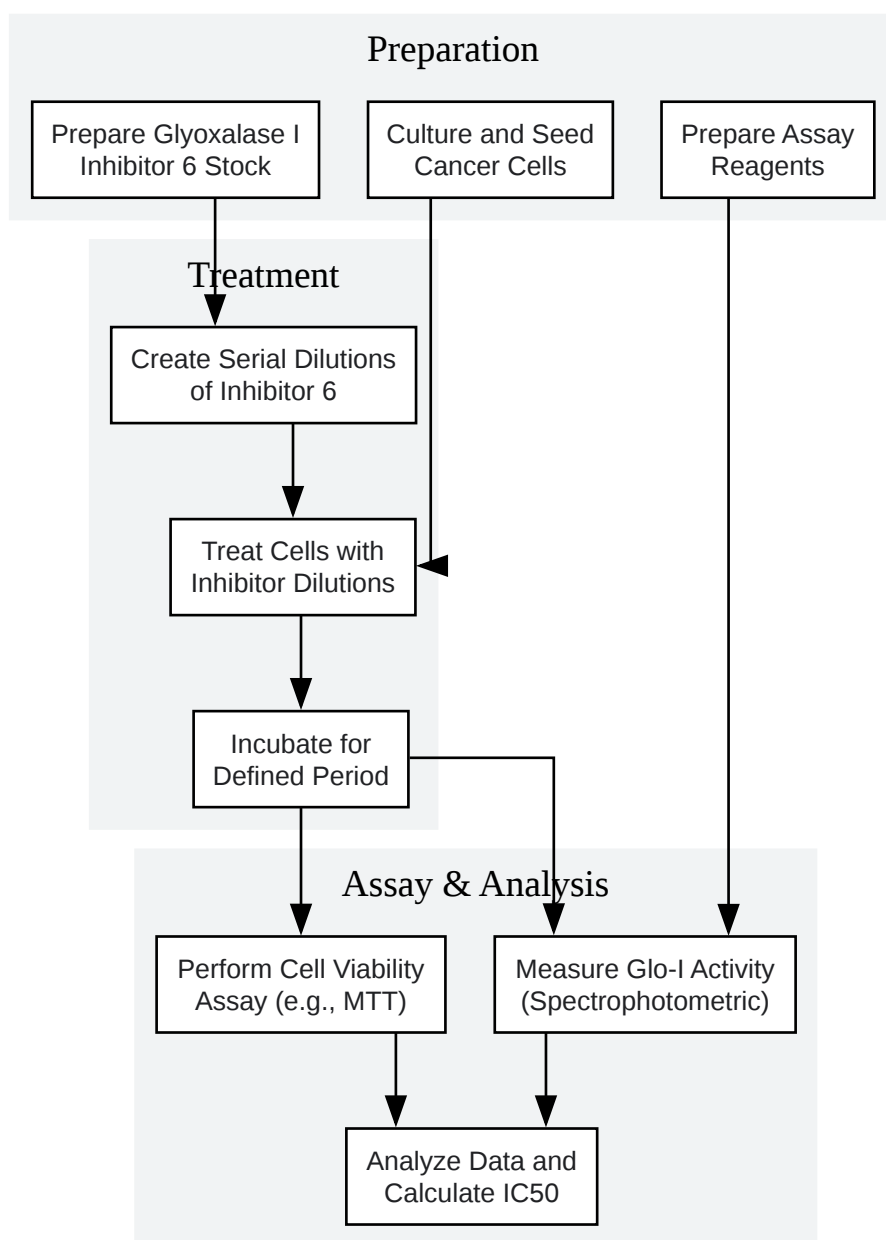 Preparation
Prepare Glyoxalase I
Inhibitor 6 Stock
Culture and Seed
Cancer Cells
Prepare Assay
Reagents
Treatment
Create Serial Dilutions
of Inhibitor 6
Treat Cells with
Inhibitor Dilutions
Incubate for
Defined Period
Assay & Analysis
Perform Cell Viability
Assay (e.g., MTT)
Measure Glo-I Activity
(Spectrophotometric)
Analyze Data and
Calculate IC50